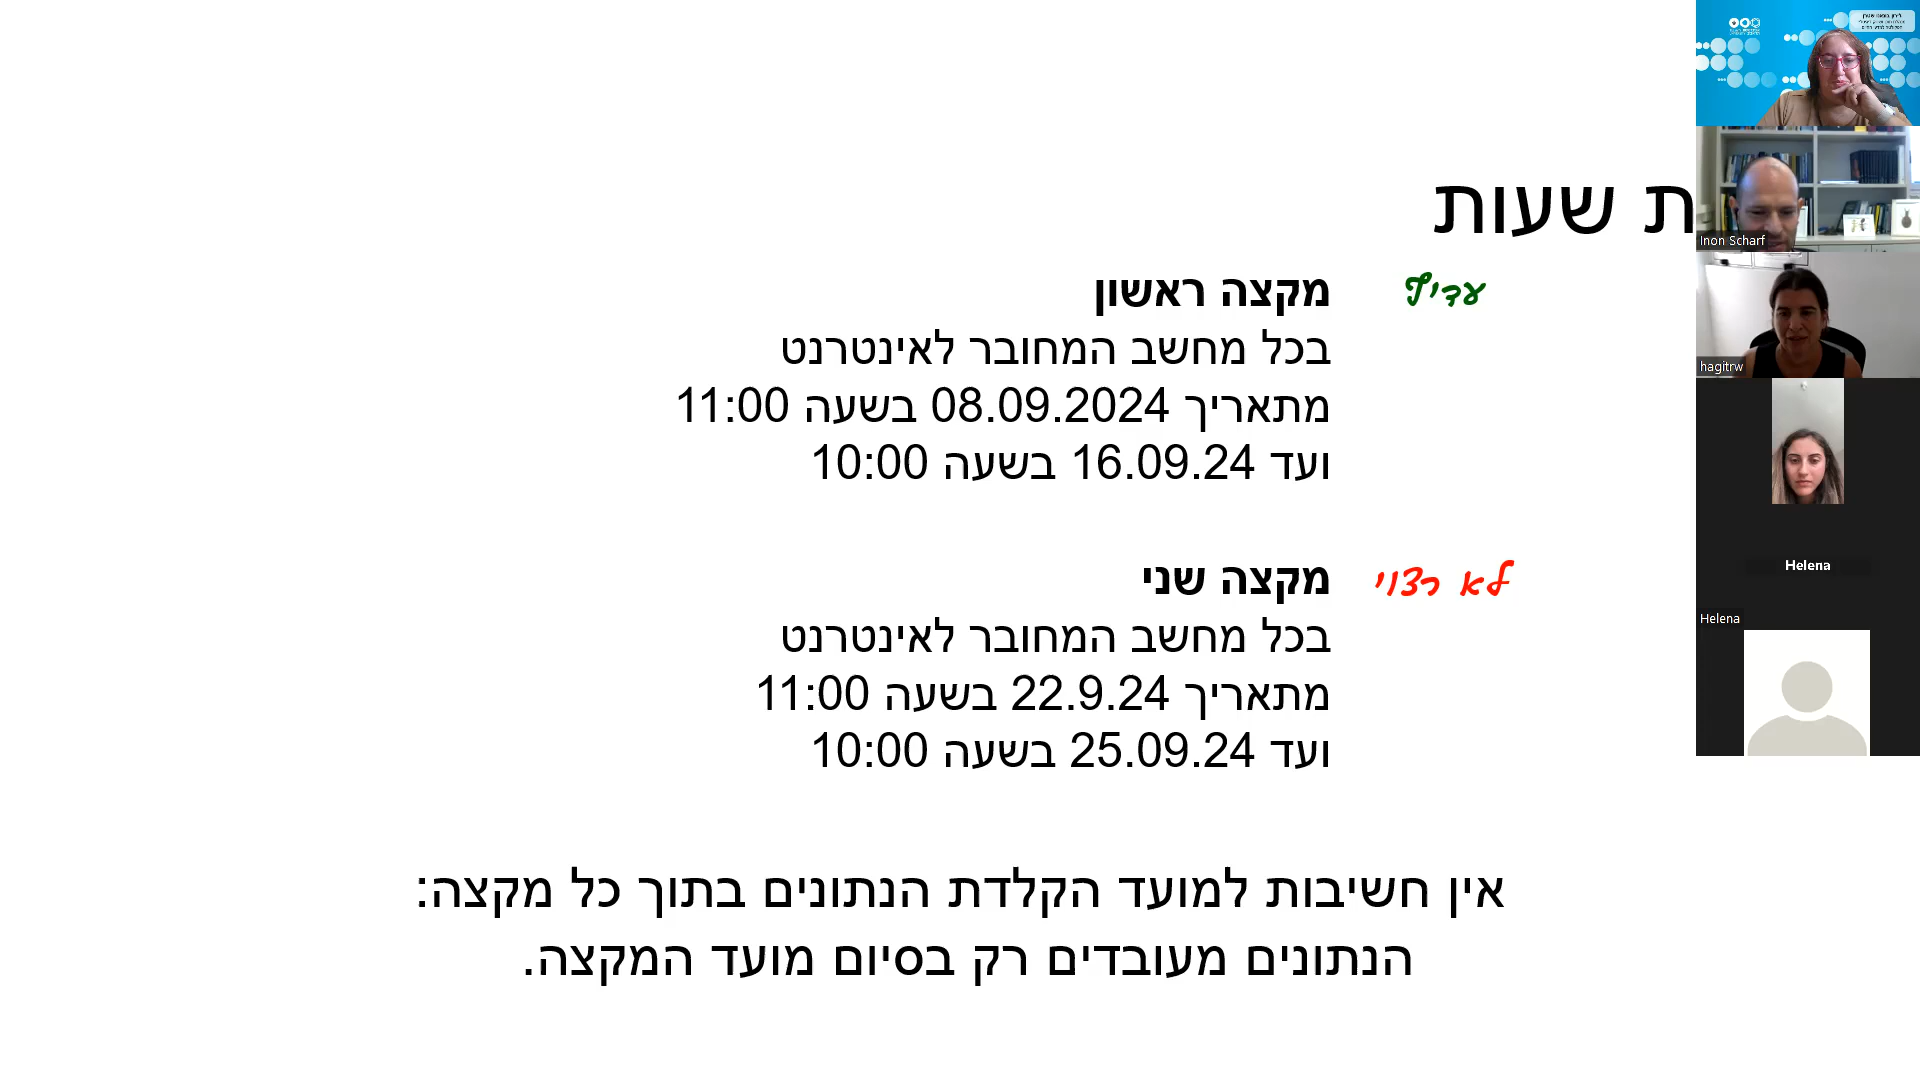 ת שעות
עדיף
מקצה ראשון
בכל מחשב המחובר לאינטרנט
מתאריך 08.09.2024 בשעה 11:00
ועד 16.09.24 בשעה 10:00
לא רצוי
מקצה שני
בכל מחשב המחובר לאינטרנט
מתאריך 22.9.24 בשעה 11:00
ועד 25.09.24 בשעה 10:00
אין חשיבות למועד הקלדת הנתונים בתוך כל מקצה:
הנתונים מעובדים רק בסיום מועד המקצה.
Inon Scharf
hagitrw
Helena
Helena